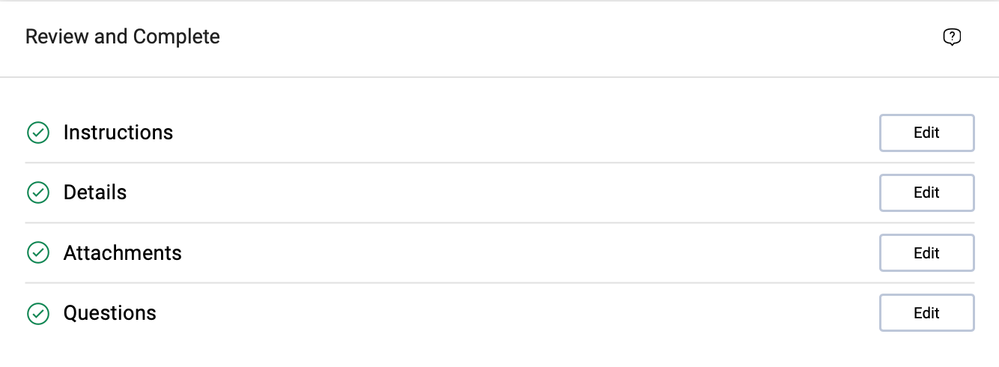 Review and Complete
Instructions Edit
Details Edit
Attachments Edit
Questions Edit